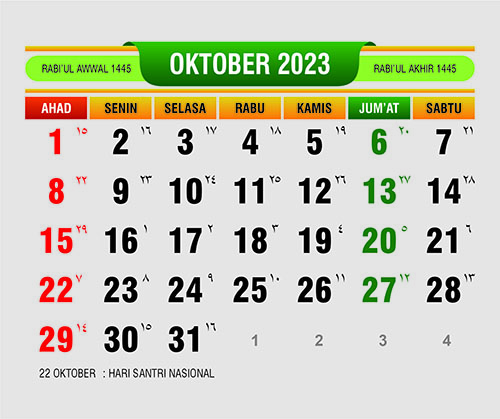 RABI'UL AWWAL 1445 OKTOBER 2023 RABI'UL AKHIR 1445
AHAD SENIN SELASA RABU KAMIS JUM'AT SABTU
1 ١٥ 2 ١٦ 3 ١٧ 4 ١٨ 5 ١٩ 6 ٢٠ 7 ٢١
8 ٢٢ 9 ٢٣ 10 ٢٤ 11 ٢٥ 12 ٢٦ 13 ٢٧ 14 ٢٨
15 ٢٩ 16 ١ 17 ٢ 18 ٣ 19 ٤ 20 ٥ 21 ٦
22 ٧ 23 ٨ 24 ٩ 25 ١٠ 26 ١١ 27 ١٢ 28 ١٣
29 ١٤ 30 ١٥ 31 ١٦ 1 2 3 4
22 OKTOBER : HARI SANTRI NASIONAL